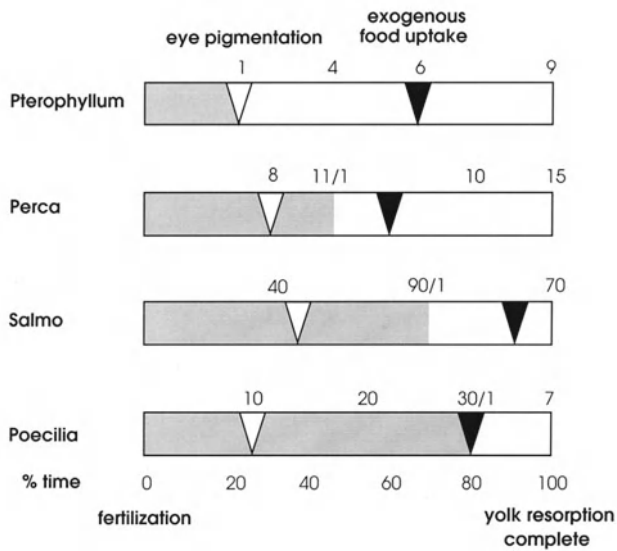 eye pigmentation
exogenous
food uptake
1 4 6 9
Pterophyllum
8 11/1 10 15
Perca
40 90/1 70
Salmo
10 20 30/1 7
Poecilia
% time 0 20 40 60 80 100
fertilization
yolk resorption
complete